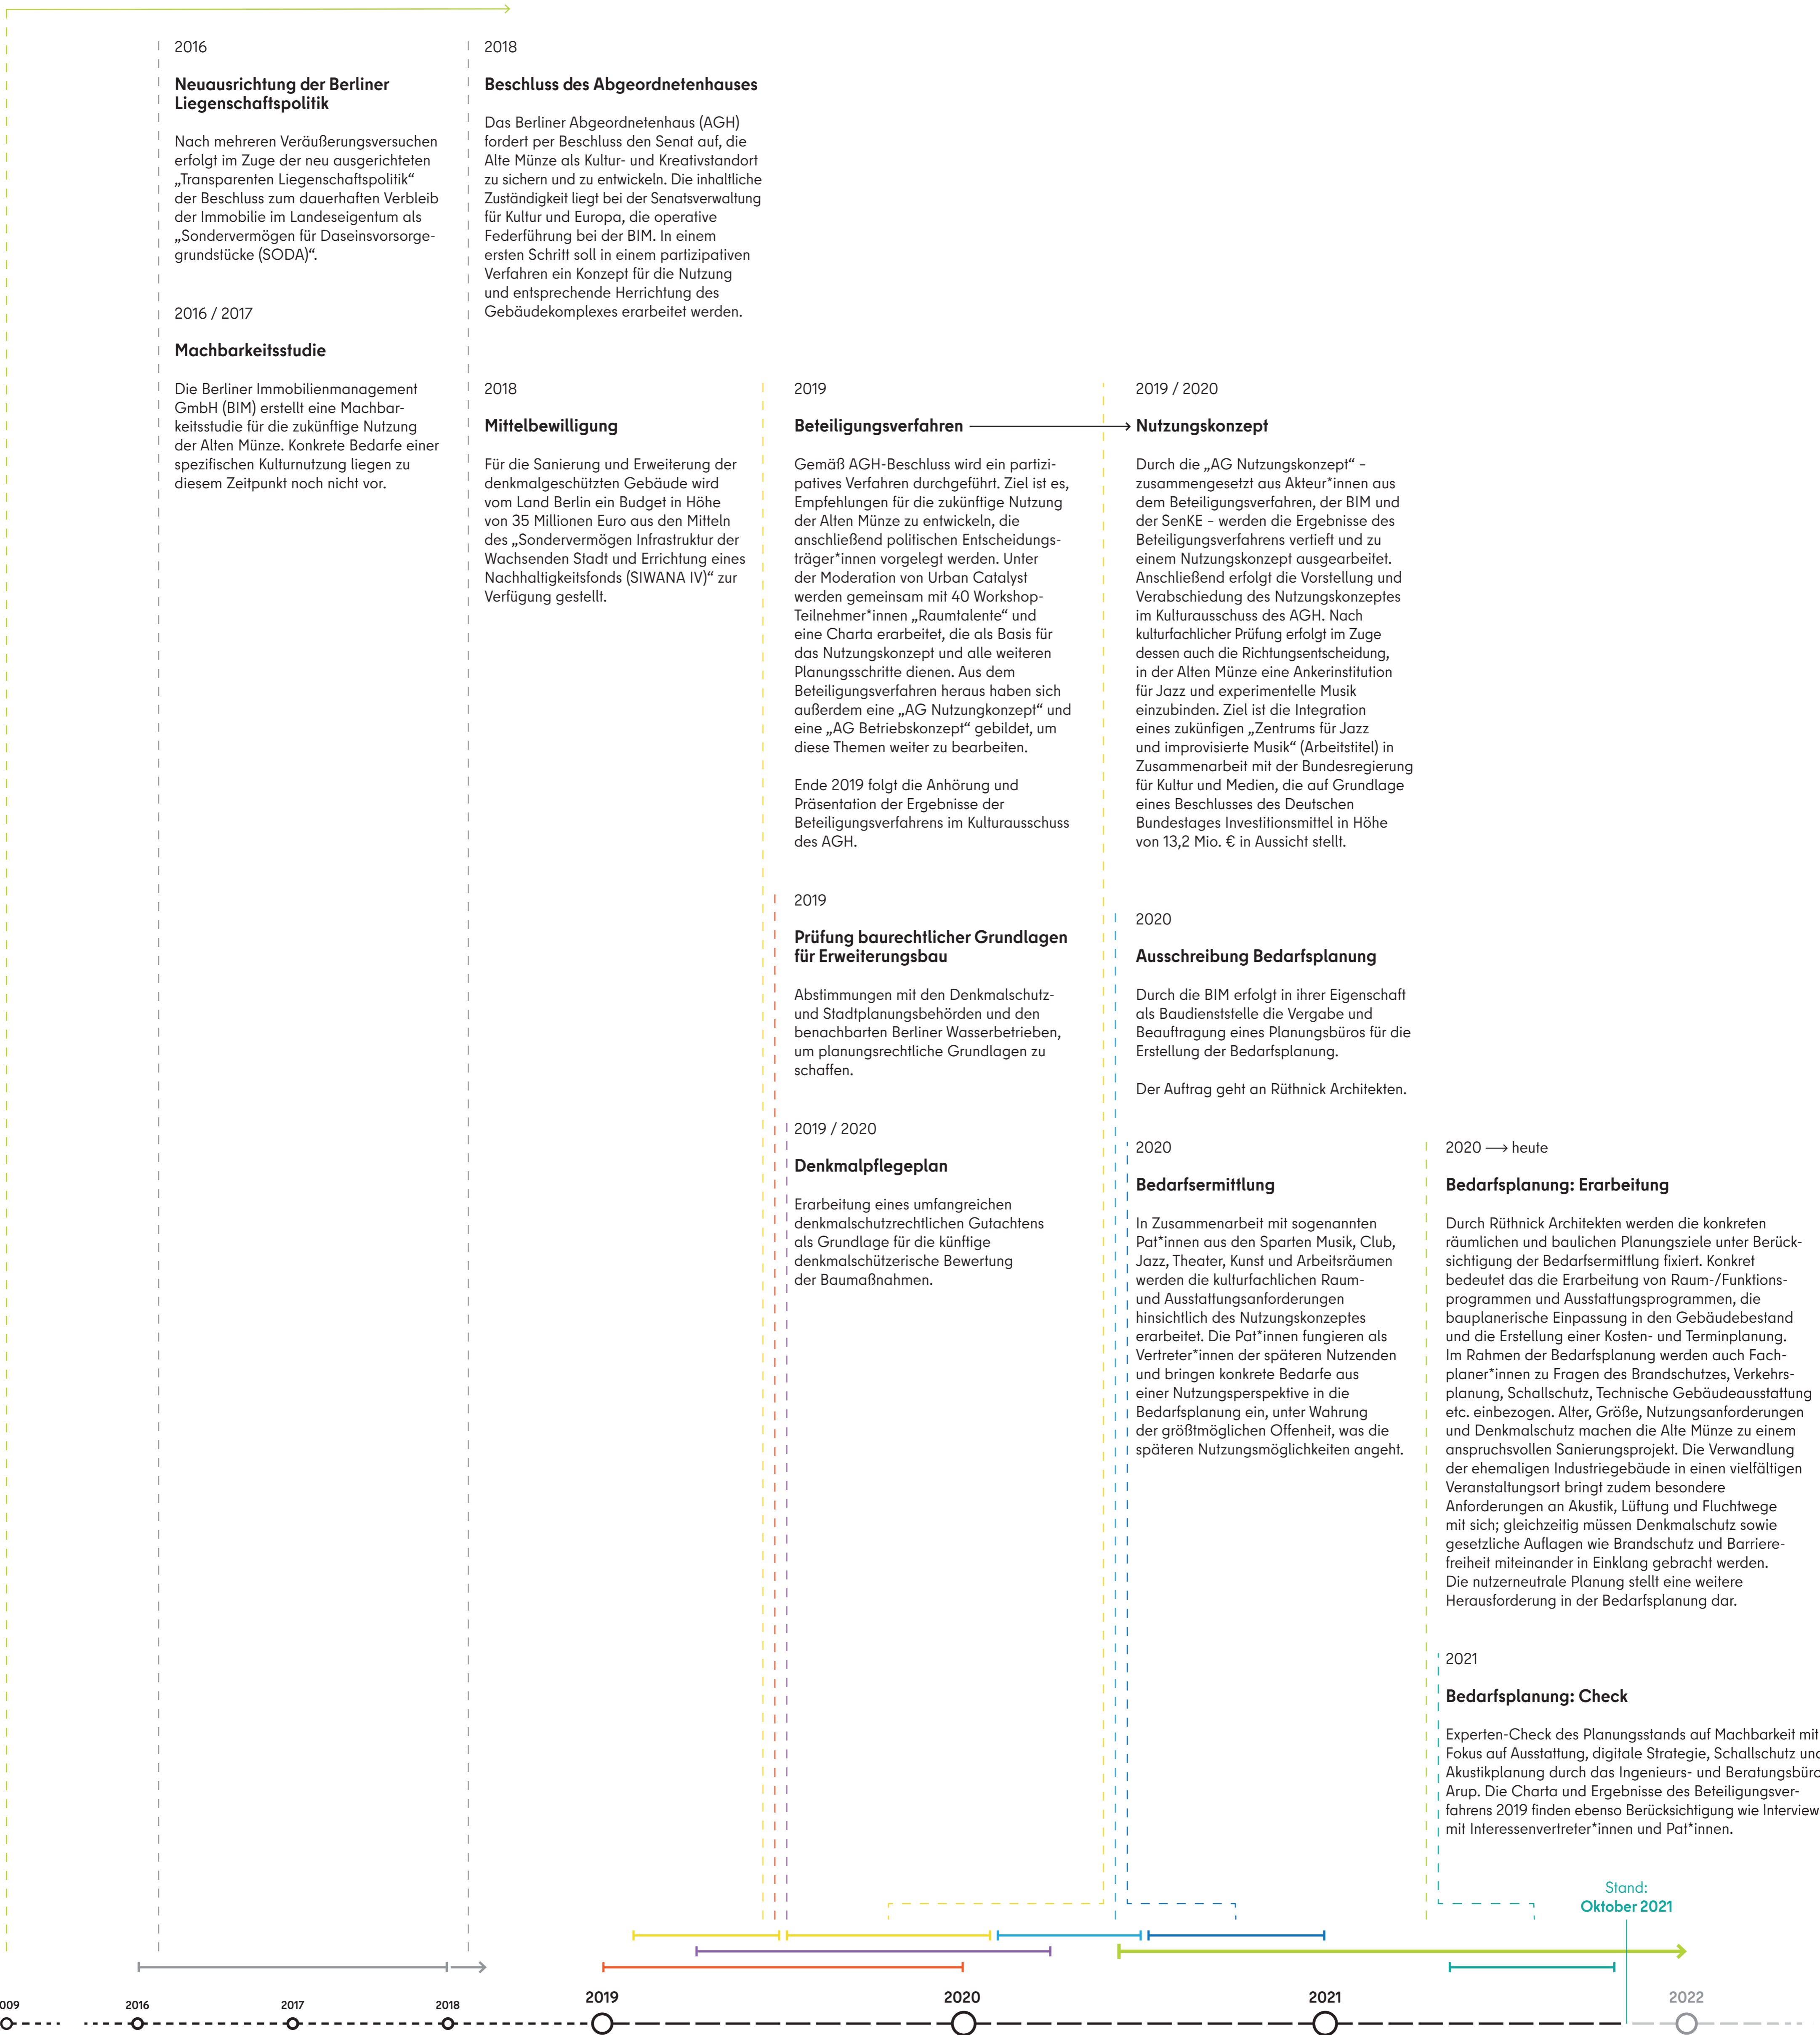 2016
Neuausrichtung der Berliner
Liegenschaftspolitik
Nach mehreren Veräußerungsversuchen
erfolgt im Zuge der neu ausgerichteten
„Transparenten Liegenschaftspolitik“
der Beschluss zum dauerhaften Verbleib
der Immobilie im Landeseigentum als
„Sondervermögen für Daseinsvorsorge-
grundstücke (SODA)“.
2016 / 2017
Machbarkeitsstudie
Die Berliner Immobilienmanagement
GmbH (BIM) erstellt eine Machbar-
keitsstudie für die zukünftige Nutzung
der Alten Münze. Konkrete Bedarfe einer
spezifischen Kulturnutzung liegen zu
diesem Zeitpunkt noch nicht vor.
2018
Beschluss des Abgeordnetenhauses
Das Berliner Abgeordnetenhaus (AGH)
fordert per Beschluss den Senat auf, die
Alte Münze als Kultur- und Kreativstandort
zu sichern und zu entwickeln. Die inhaltliche
Zuständigkeit liegt bei der Senatsverwaltung
für Kultur und Europa, die operative
Federführung bei der BIM. In einem
ersten Schritt soll in einem partizipativen
Verfahren ein Konzept für die Nutzung
und entsprechende Herrichtung des
Gebäudekomplexes erarbeitet werden.
2018
Mittelbewilligung
Für die Sanierung und Erweiterung der
denkmalgeschützten Gebäude wird
vom Land Berlin ein Budget in Höhe
von 35 Millionen Euro aus den Mitteln
des „Sondervermögen Infrastruktur der
Wachsenden Stadt und Errichtung eines
Nachhaltigkeitsfonds (SIWANA IV)“ zur
Verfügung gestellt.
2019
Beteiligungsverfahren
Gemäß AGH-Beschluss wird ein partizi-
patives Verfahren durchgeführt. Ziel ist es,
Empfehlungen für die zukünftige Nutzung
der Alten Münze zu entwickeln, die
anschließend politischen Entscheidungs-
träger*innen vorgelegt werden. Unter
der Moderation von Urban Catalyst
werden gemeinsam mit 40 Workshop-
Teilnehmer*innen „Raumtalente“ und
eine Charta erarbeitet, die als Basis für
das Nutzungskonzept und alle weiteren
Planungsschritte dienen. Aus dem
Beteiligungsverfahren heraus haben sich
außerdem eine „AG Nutzungkonzept“ und
eine „AG Betriebskonzept“ gebildet, um
diese Themen weiter zu bearbeiten.
Ende 2019 folgt die Anhörung und
Präsentation der Ergebnisse der
Beteiligungsverfahrens im Kulturausschuss
des AGH.
2019
Prüfung baurechtlicher Grundlagen
für Erweiterungsbau
Abstimmungen mit den Denkmalschutz-
und Stadtplanungsbehörden und den
benachbarten Berliner Wasserbetrieben,
um planungsrechtliche Grundlagen zu
schaffen.
2019 / 2020
Denkmalpflegeplan
Erarbeitung eines umfangreichen
denkmalschutzrechtlichen Gutachtens
als Grundlage für die künftige
denkmalschützerische Bewertung
der Baumaßnahmen.
2019 / 2020
Nutzungskonzept
Durch die „AG Nutzungskonzept“ –
zusammengesetzt aus Akteur*innen aus
dem Beteiligungsverfahren, der BIM und
der SenKE – werden die Ergebnisse des
Beteiligungsverfahrens vertieft und zu
einem Nutzungskonzept ausgearbeitet.
Anschließend erfolgt die Vorstellung und
Verabschiedung des Nutzungskonzeptes
im Kulturausschuss des AGH. Nach
kulturfachlicher Prüfung erfolgt im Zuge
dessen auch die Richtungsentscheidung,
in der Alten Münze eine Ankerinstitution
für Jazz und experimentelle Musik
einzubinden. Ziel ist die Integration
eines zukünfigen „Zentrums für Jazz
und improvisierte Musik“ (Arbeitstitel) in
Zusammenarbeit mit der Bundesregierung
für Kultur und Medien, die auf Grundlage
eines Beschlusses des Deutschen
Bundestages Investitionsmittel in Höhe
von 13,2 Mio. € in Aussicht stellt.
2020
Ausschreibung Bedarfsplanung
Durch die BIM erfolgt in ihrer Eigenschaft
als Baudienststelle die Vergabe und
Beauftragung eines Planungsbüros für die
Erstellung der Bedarfsplanung.
Der Auftrag geht an Rüthnick Architekten.
2020
Bedarfsermittlung
In Zusammenarbeit mit sogenannten
Pat*innen aus den Sparten Musik, Club,
Jazz, Theater, Kunst und Arbeitsräumen
werden die kulturfachlichen Raum-
und Ausstattungsanforderungen
hinsichtlich des Nutzungskonzeptes
erarbeitet. Die Pat*innen fungieren als
Vertreter*innen der späteren Nutzenden
und bringen konkrete Bedarfe aus
einer Nutzungsperspektive in die
Bedarfsplanung ein, unter Wahrung
der größtmöglichen Offenheit, was die
späteren Nutzungsmöglichkeiten angeht.
2020 ⟶ heute
Bedarfsplanung: Erarbeitung
Durch Rüthnick Architekten werden die konkreten
räumlichen und baulichen Planungsziele unter Berück-
sichtigung der Bedarfsermittlung fixiert. Konkret
bedeutet das die Erarbeitung von Raum-/Funktions-
programmen und Ausstattungsprogrammen, die
bauplanerische Einpassung in den Gebäudebestand
und die Erstellung einer Kosten- und Terminplanung.
Im Rahmen der Bedarfsplanung werden auch Fach-
planer*innen zu Fragen des Brandschutzes, Verkehrs-
planung, Schallschutz, Technische Gebäudeausstattung
etc. einbezogen. Alter, Größe, Nutzungsanforderungen
und Denkmalschutz machen die Alte Münze zu einem
anspruchsvollen Sanierungsprojekt. Die Verwandlung
der ehemaligen Industriegebäude in einen vielfältigen
Veranstaltungsort bringt zudem besondere
Anforderungen an Akustik, Lüftung und Fluchtwege
mit sich; gleichzeitig müssen Denkmalschutz sowie
gesetzliche Auflagen wie Brandschutz und Barriere-
freiheit miteinander in Einklang gebracht werden.
Die nutzerneutrale Planung stellt eine weitere
Herausforderung in der Bedarfsplanung dar.
2021
Bedarfsplanung: Check
Experten-Check des Planungsstands auf Machbarkeit mit
Fokus auf Ausstattung, digitale Strategie, Schallschutz und
Akustikplanung durch das Ingenieurs- und Beratungsbüro
Arup. Die Charta und Ergebnisse des Beteiligungsver-
fahrens 2019 finden ebenso Berücksichtigung wie Interview
mit Interessenvertreter*innen und Pat*innen.
Stand:
Oktober 2021
009 2016 2017 2018 2019 2020 2021 2022